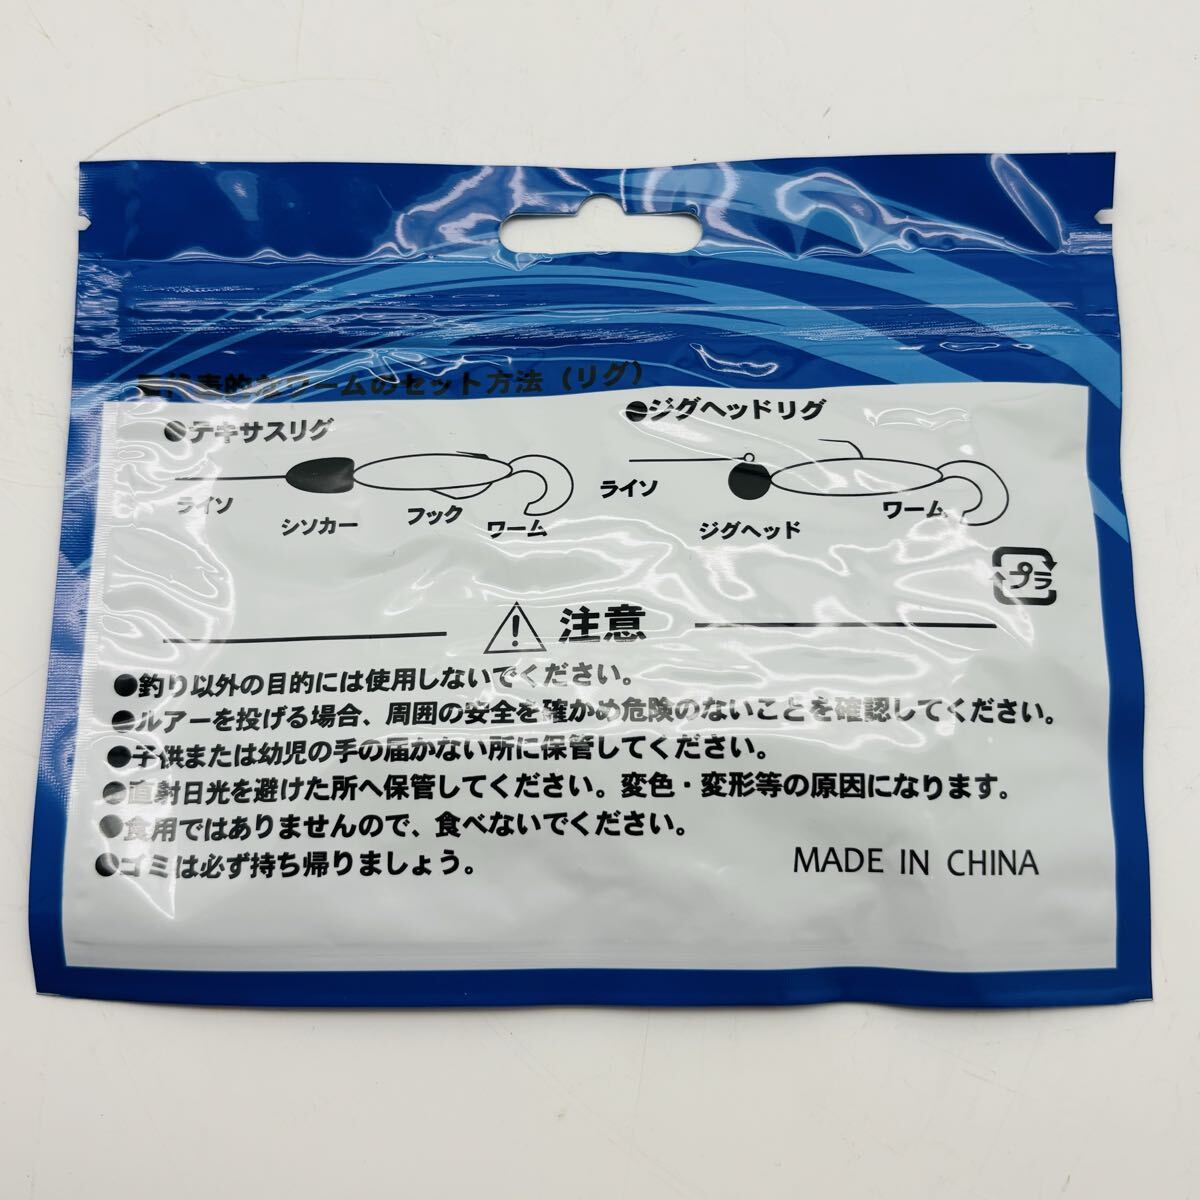 ■代表的なワームのセット方法（リグ）
●テキサスリグ
●ジグヘッドリグ
ライソ
シソカー
フック
ワーム
ライソ
ジグヘッド
ワーム
プラ
注意
●釣り以外の目的には使用しないでください。
●ルアーを投げる場合、周囲の安全を確かめ危険のないことを確認してください。
●子供または幼児の手の届かない所に保管してください。
●直射日光を避けた所へ保管してください。変色・変形等の原因になります。
●食用ではありませんので、食べないでください。
●ゴミは必ず持ち帰りましょう。
MADE IN CHINA